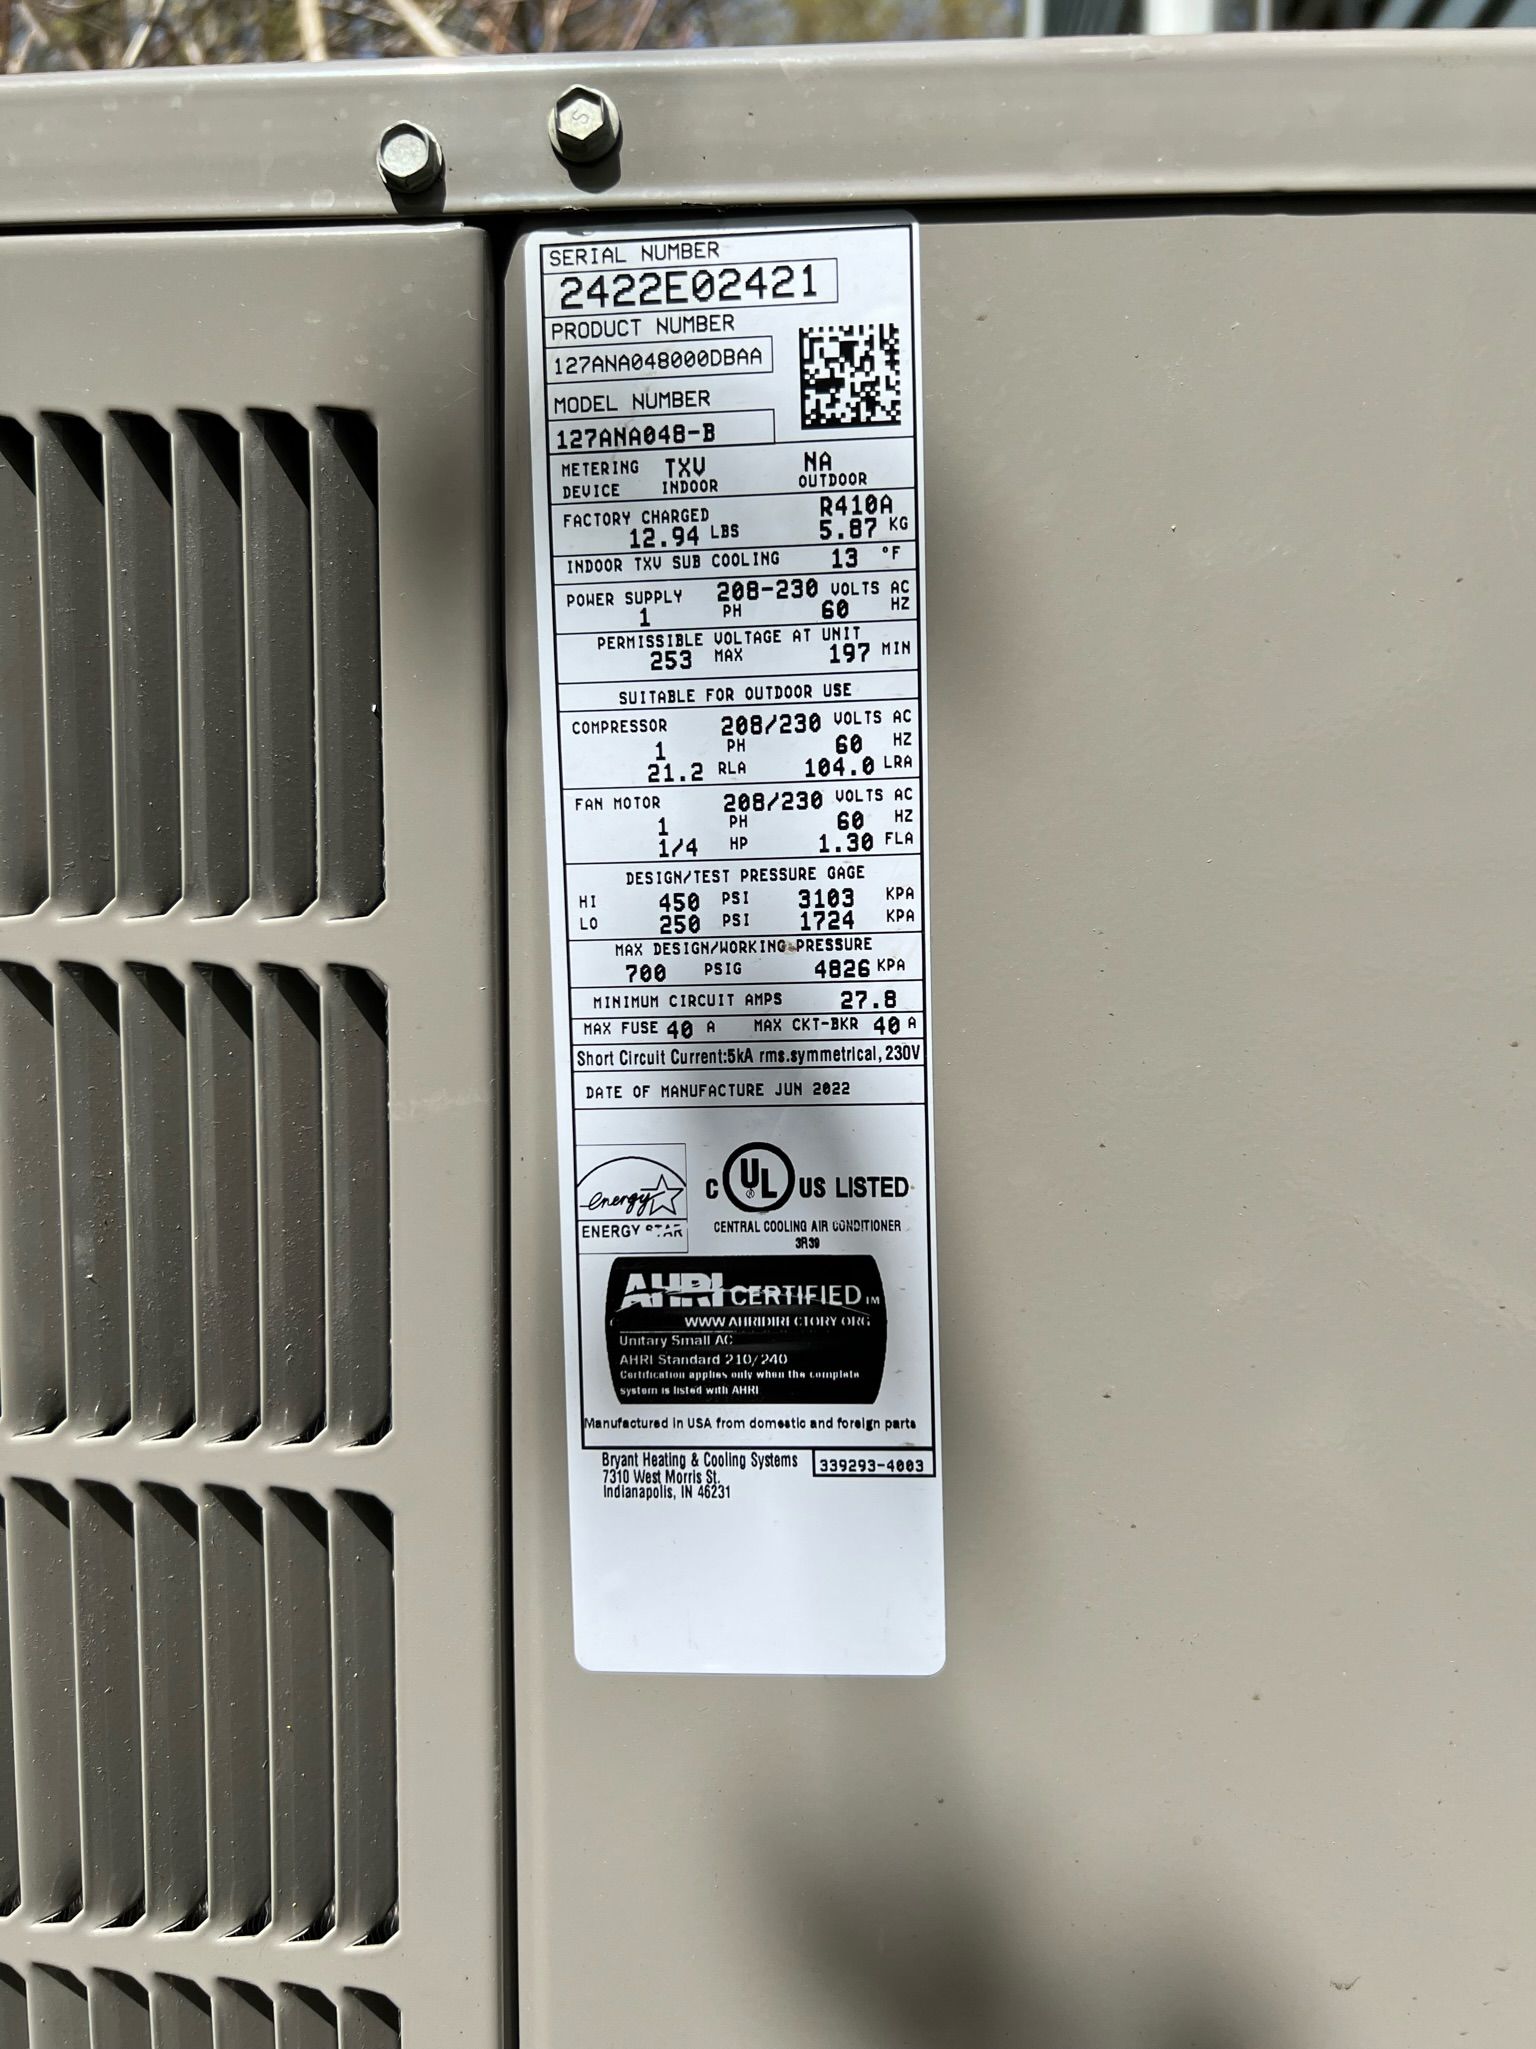 S
SERIAL NUMBER
2422E02421
PRODUCT NUMBER
127ANA048000DBAA
MODEL NUMBER
127ANA048-B
METERING TXV NA
DEVICE INDOOR OUTDOOR
FACTORY CHARGED R410A
12.94 LBS 5.87 KG
INDOOR TXV SUB COOLING 13 °F
POWER SUPPLY 208-230 VOLTS AC
1 PH 60 HZ
PERMISSIBLE VOLTAGE AT UNIT
253 MAX 197 MIN
SUITABLE FOR OUTDOOR USE
COMPRESSOR 208/230 VOLTS AC
1 PH 60 HZ
21.2 RLA 104.0 LRA
FAN MOTOR 208/230 VOLTS AC
1 PH 60 HZ
1/4 HP 1.30 FLA
DESIGN/TEST PRESSURE GAGE
HI 450 PSI 3103 KPA
LO 250 PSI 1724 KPA
MAX DESIGN/WORKING PRESSURE
700 PSIG 4826 KPA
MINIMUM CIRCUIT AMPS 27.8
MAX FUSE 40 A MAX CKT-BKR 40 A
Short Circuit Current:5kA rms.symmetrical, 230V
DATE OF MANUFACTURE JUN 2022
energy
ENERGY STAR
C UL ® US LISTED
CENTRAL COOLING AIR CONDITIONER
3R39
AHRI CERTIFIED TM
WWW.AHRIDIRECTORY.ORG
Unitary Small AC
AHRI Standard 210/240
Certification applies only when the complete
system is listed with AHRI
Manufactured in USA from domestic and foreign parts
Bryant Heating & Cooling Systems
7310 West Morris St.
Indianapolis, IN 46231
339293-4003